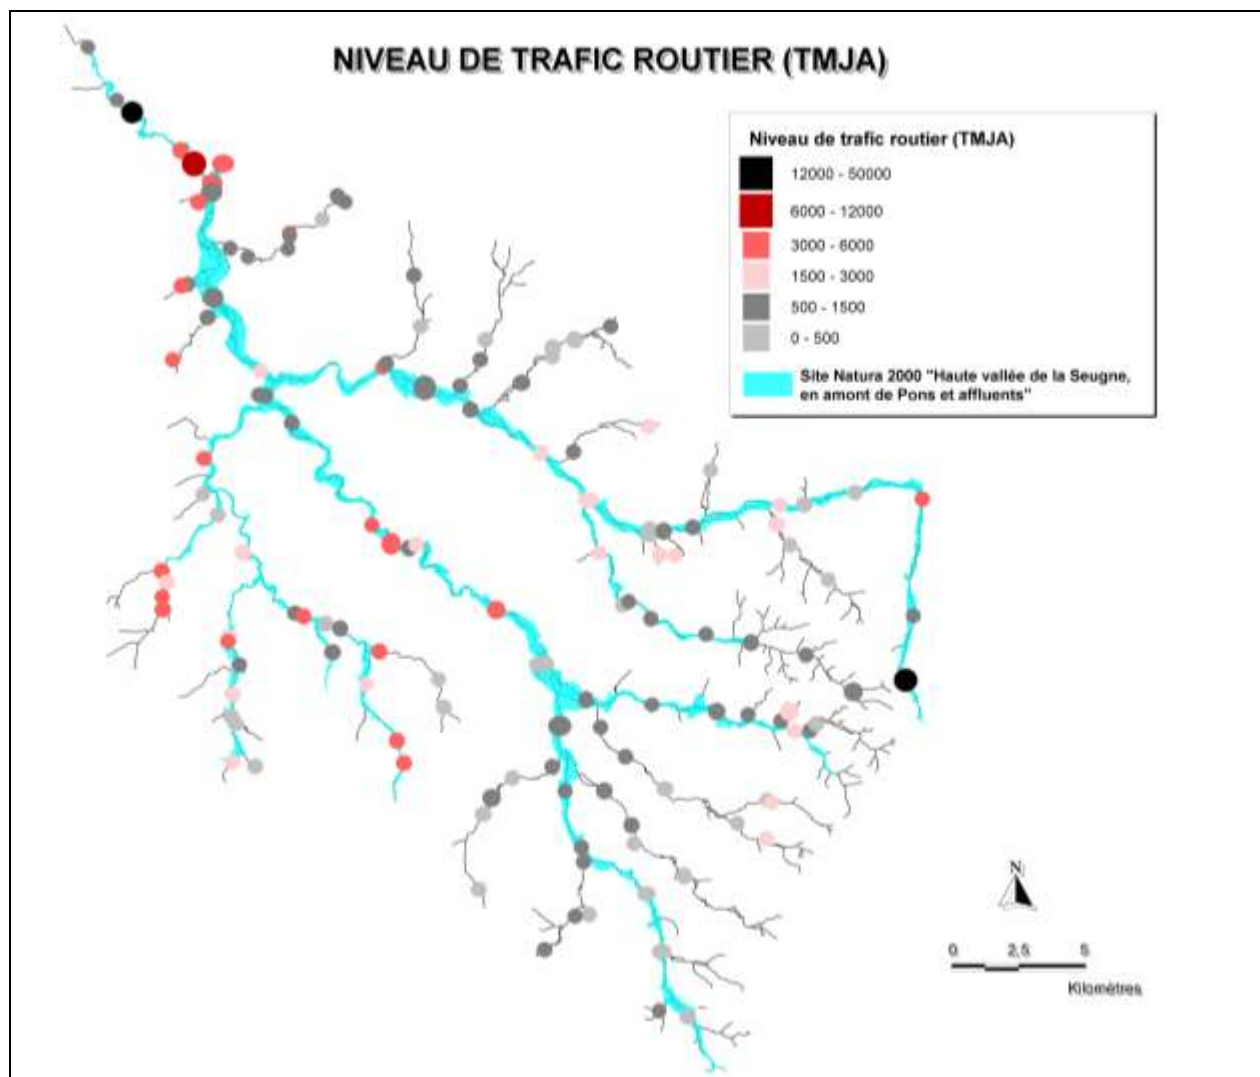 NIVEAU DE TRAFIC ROUTIER (TMJA)
Niveau de trafic routier (TMJA)
12000 - 50000
6000 - 12000
3000 - 6000
1500 - 3000
500 - 1500
0 - 500
Site Natura 2000 "Haute vallée de la Seugne,
en amont de Pons et affluents"
N
0 2,5 5
Kilomètres